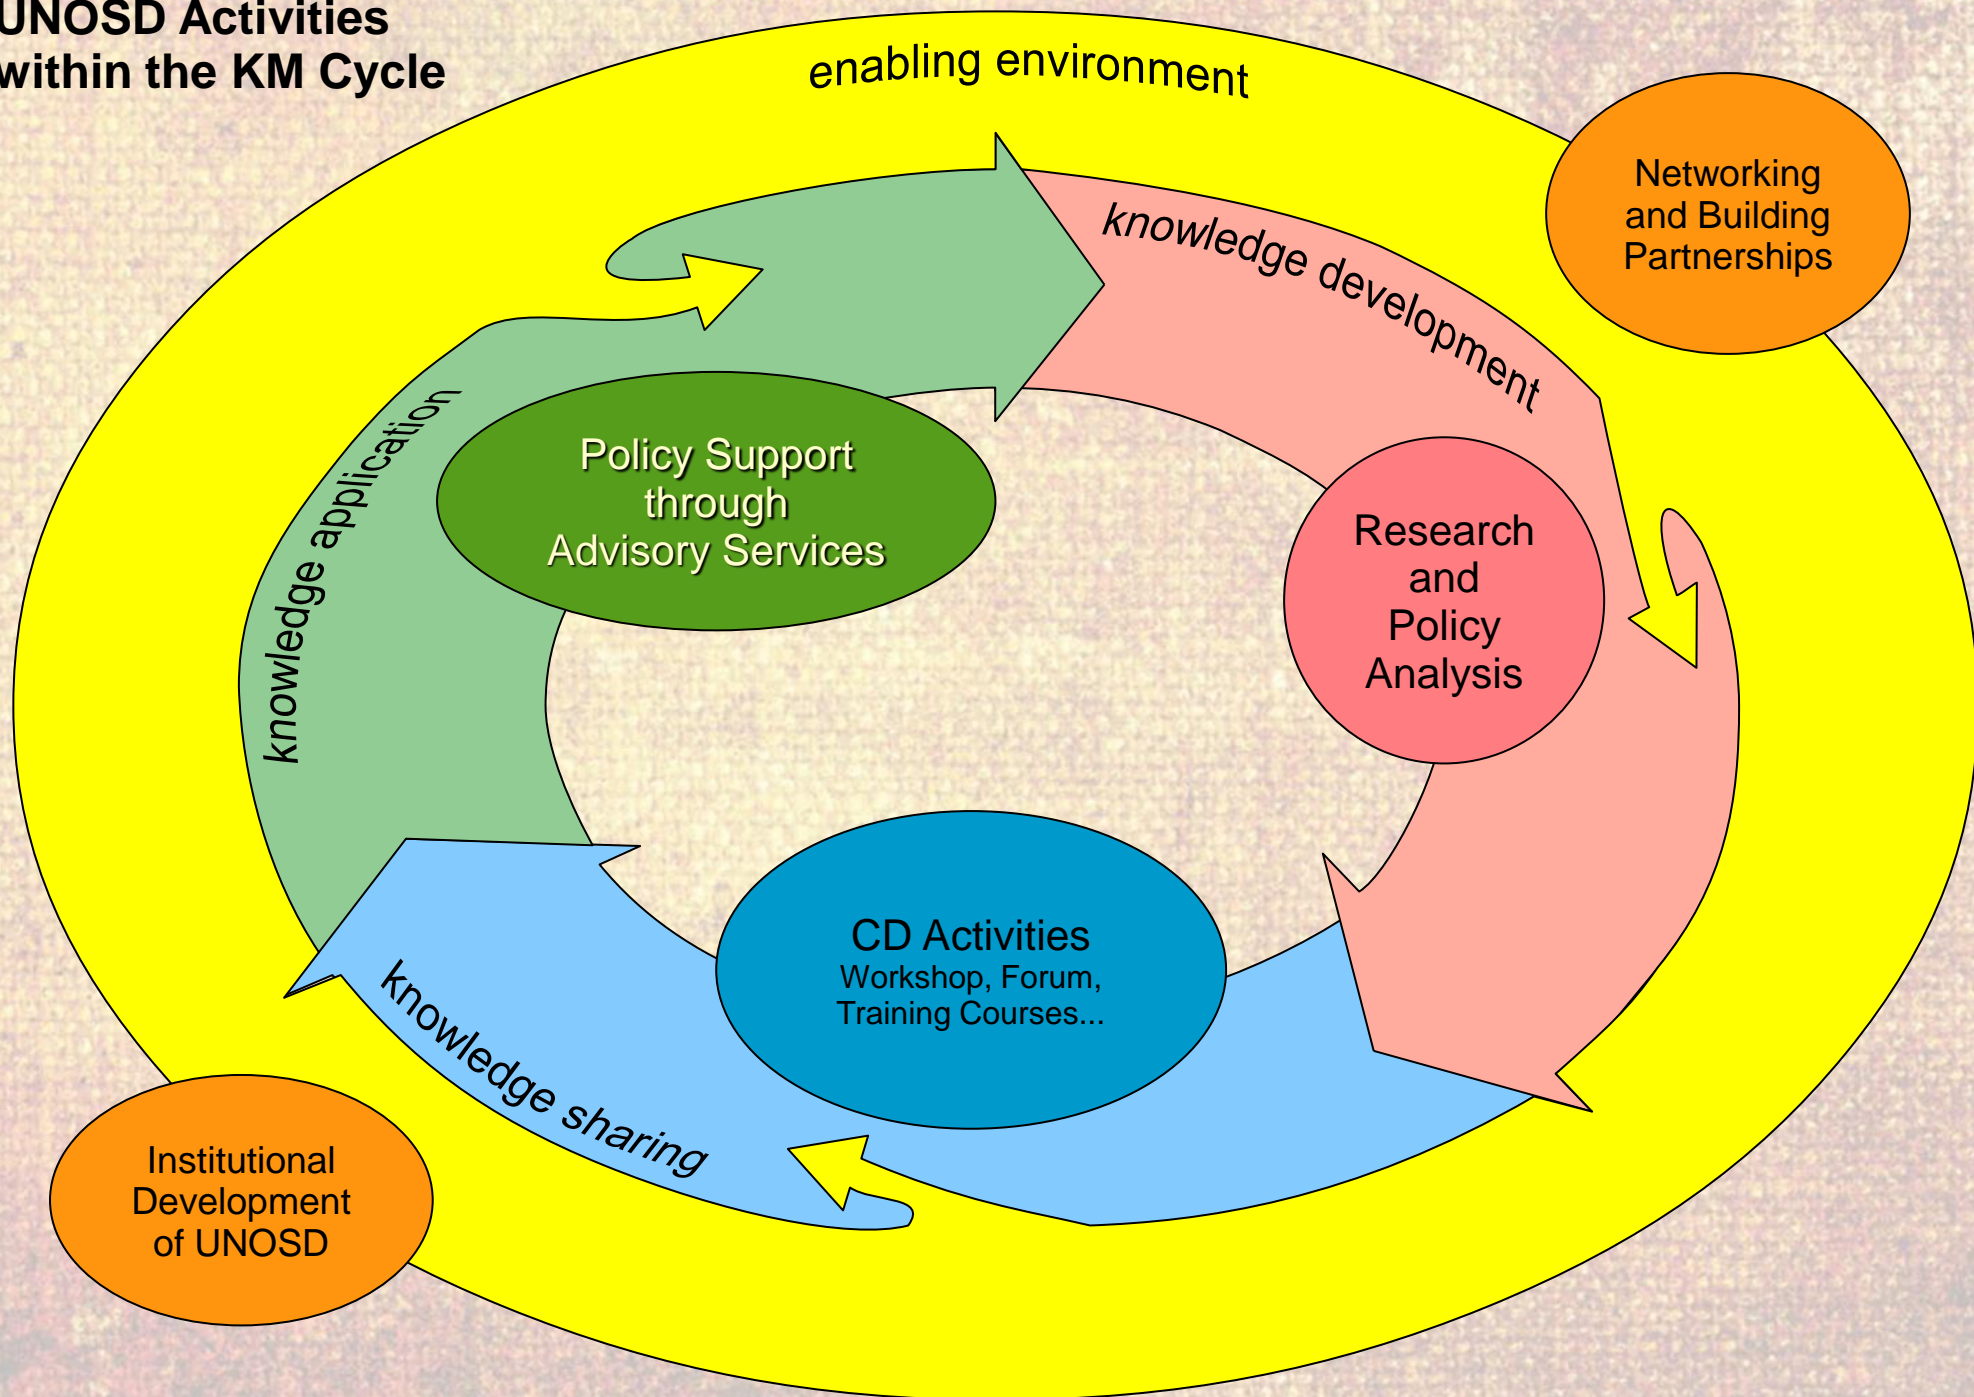 UNOSD Activities
within the KM Cycle
enabling environment
Networking
and Building
Partnerships
knowledge development
knowledge application
Policy Support
through
Advisory Services
Research
and
Policy
Analysis
CD Activities
Workshop, Forum,
Training Courses...
knowledge sharing
Institutional
Development
of UNOSD